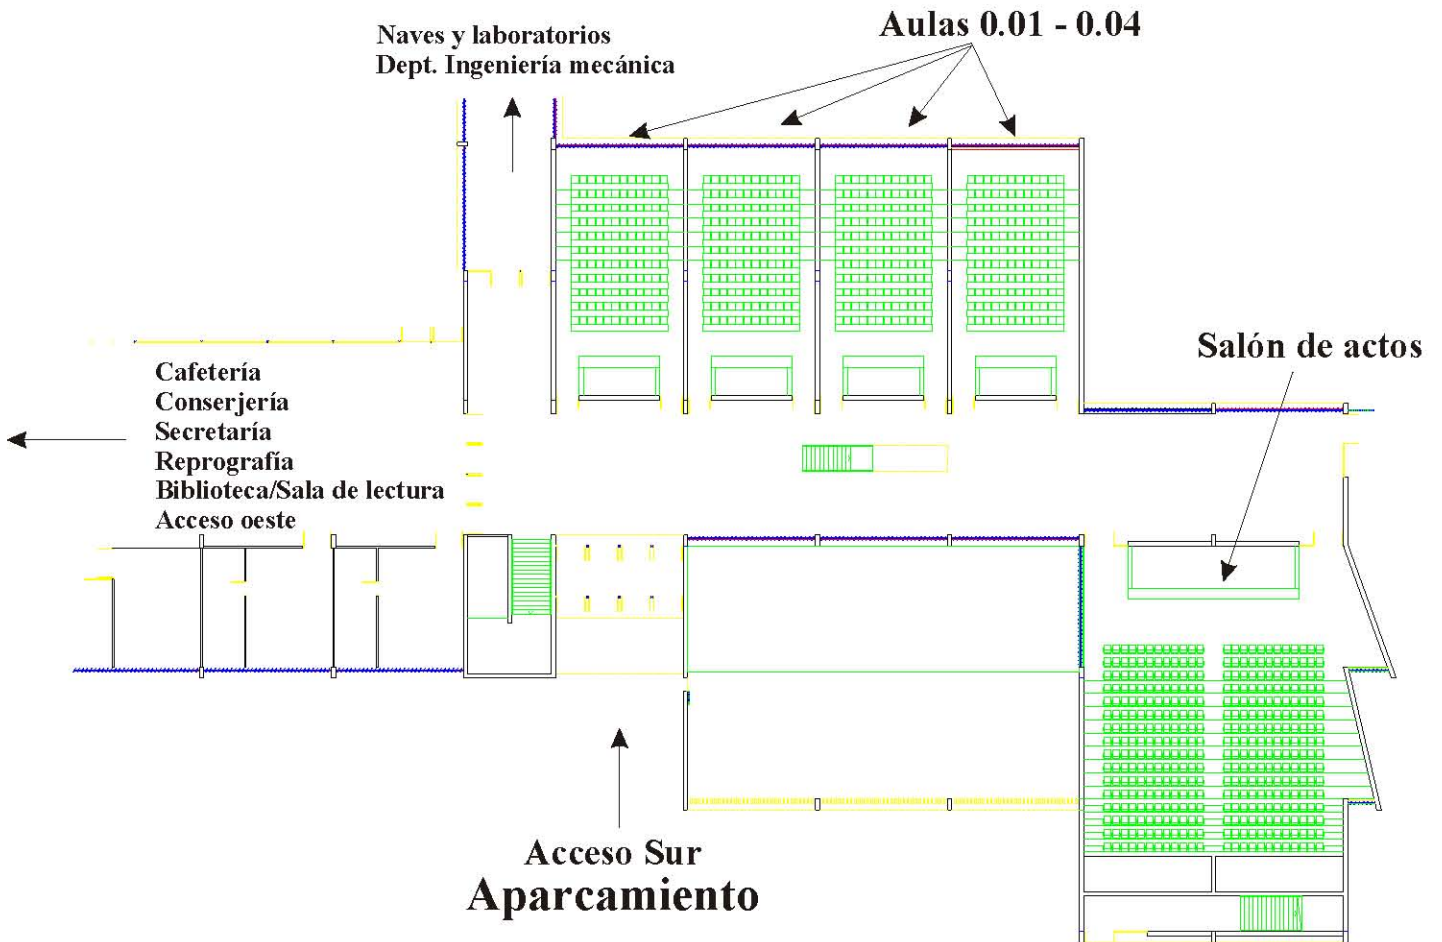 Aulas 0.01 - 0.04
Naves y laboratorios
Dept. Ingeniería mecánica
Salón de actos
Cafetería
Conserjería
Secretaría
Reprografía
Biblioteca/Sala de lectura
Acceso oeste
Acceso Sur
Aparcamiento